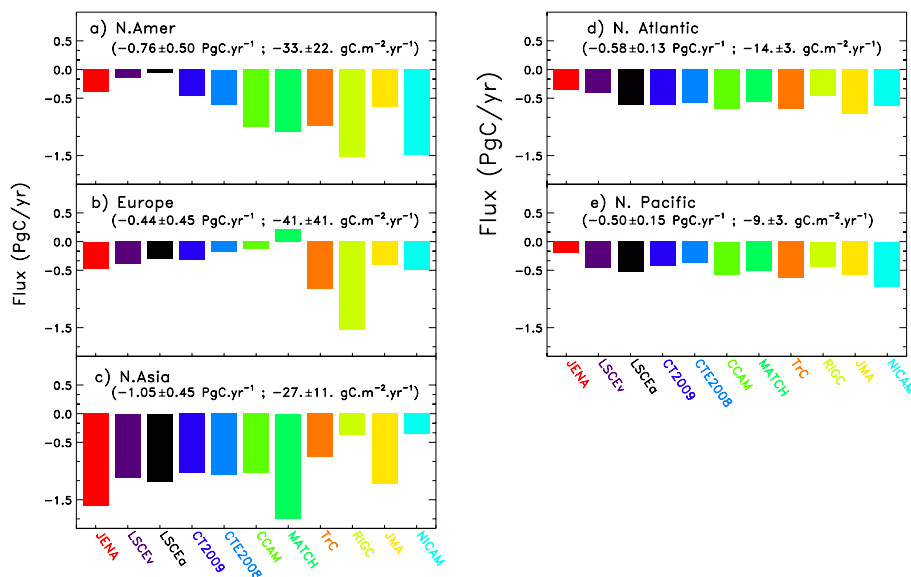 a) N.Amer
(−0.76±0.50 PgC.yr⁻¹ ; −33.±22. gC.m⁻².yr⁻¹)
0.5
0.0
−0.5
−1.5
b) Europe
(−0.44±0.45 PgC.yr⁻¹ ; −41.±41. gC.m⁻².yr⁻¹)
0.5
0.0
−0.5
−1.5
Flux (PgC/yr)
c) N.Asia
(−1.05±0.45 PgC.yr⁻¹ ; −27.±11. gC.m⁻².yr⁻¹)
0.5
0.0
−0.5
−1.5
JENA
LSCEv
LSCEa
CT2009
CTE2008
CCAM
MATCH
TrC
RIGC
JMA
NICAM
d) N. Atlantic
(−0.58±0.13 PgC.yr⁻¹ ; −14.±3. gC.m⁻².yr⁻¹)
0.5
0.0
−0.5
−1.5
Flux (PgC/yr)
e) N. Pacific
(−0.50±0.15 PgC.yr⁻¹ ; −9.±3. gC.m⁻².yr⁻¹)
0.5
0.0
−0.5
−1.5
JENA
LSCEv
LSCEa
CT2009
CTE2008
CCAM
MATCH
TrC
RIGC
JMA
NICAM